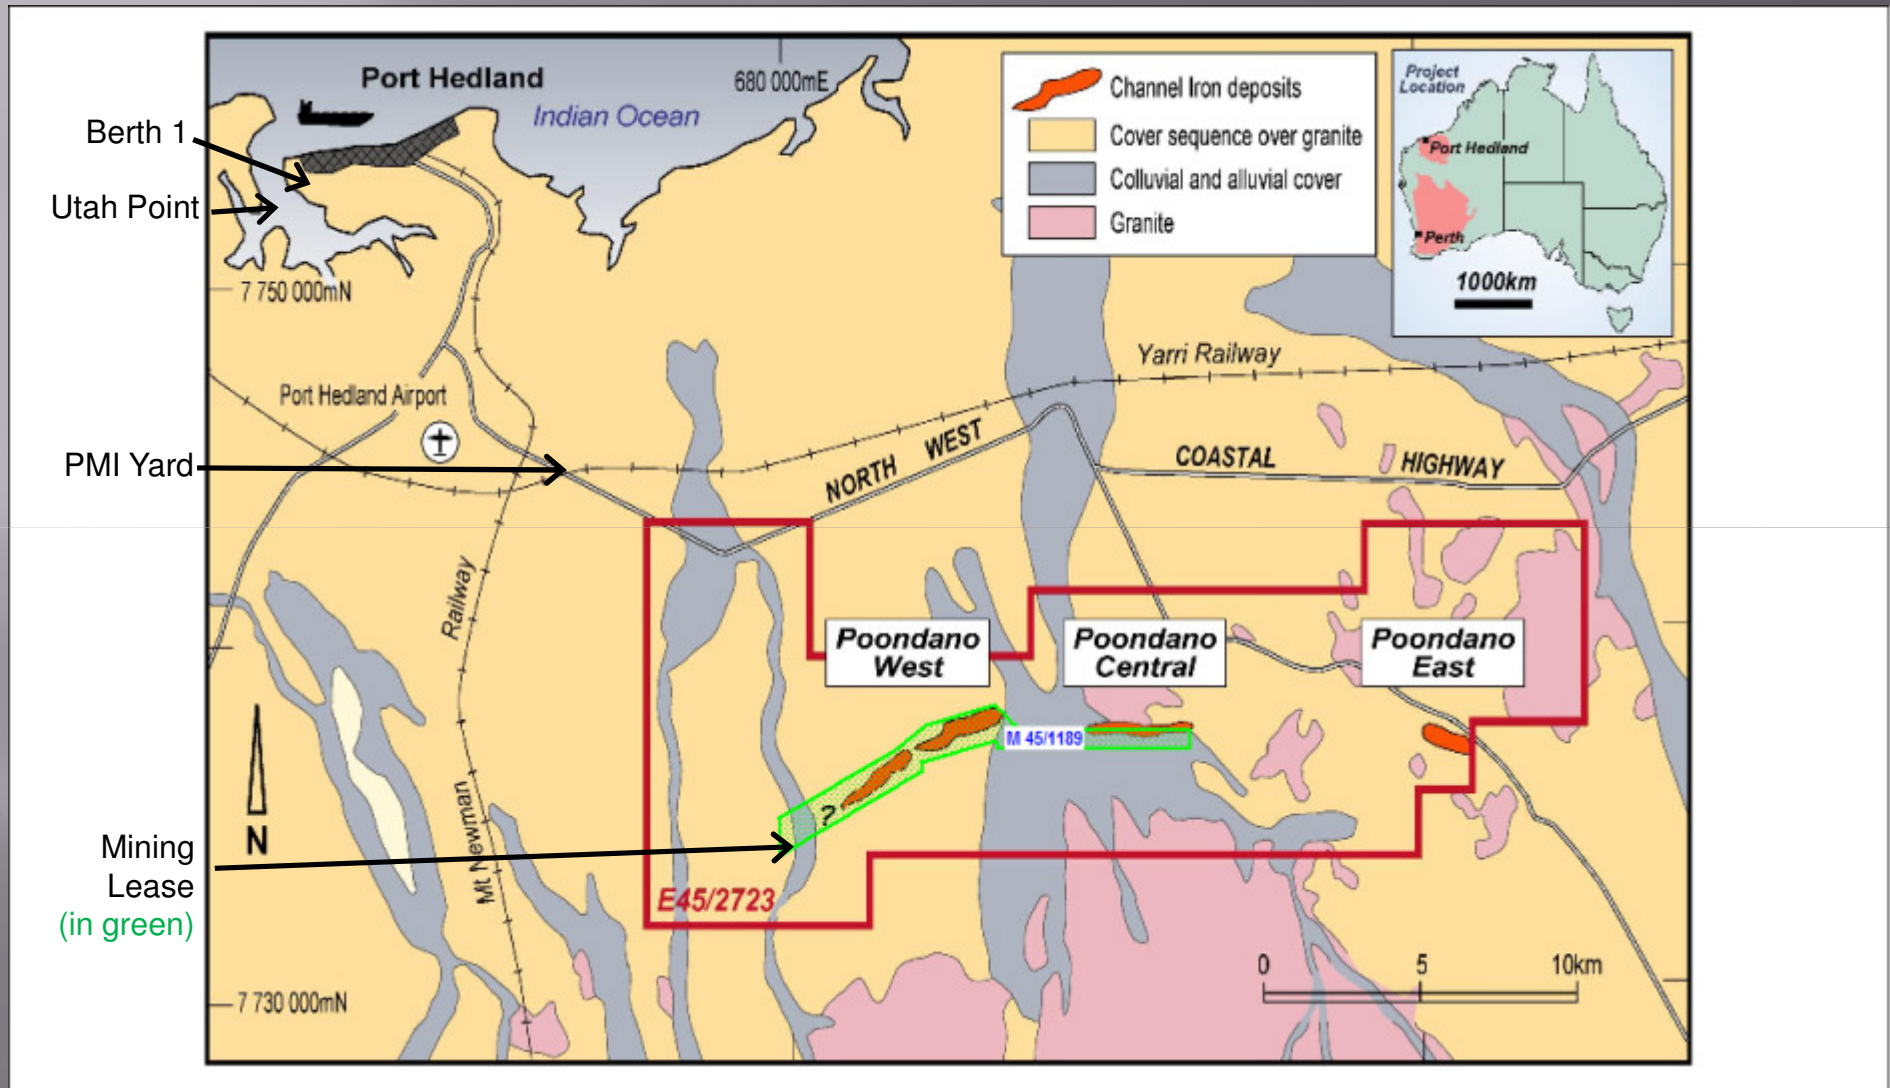 Port Hedland
Indian Ocean
680 000mE
Berth 1
Utah Point
7 750 000mN
Channel Iron deposits
Cover sequence over granite
Colluvial and alluvial cover
Granite
Project
Location
Port Hedland
Perth
1000km
Yarri Railway
Port Hedland Airport
PMI Yard
NORTH WEST COASTAL HIGHWAY
Mt Newman Railway
Poondano
West
Poondano
Central
Poondano
East
M 45/1189
?
N
Mining
Lease
(in green)
E45/2723
0 5 10km
7 730 000mN